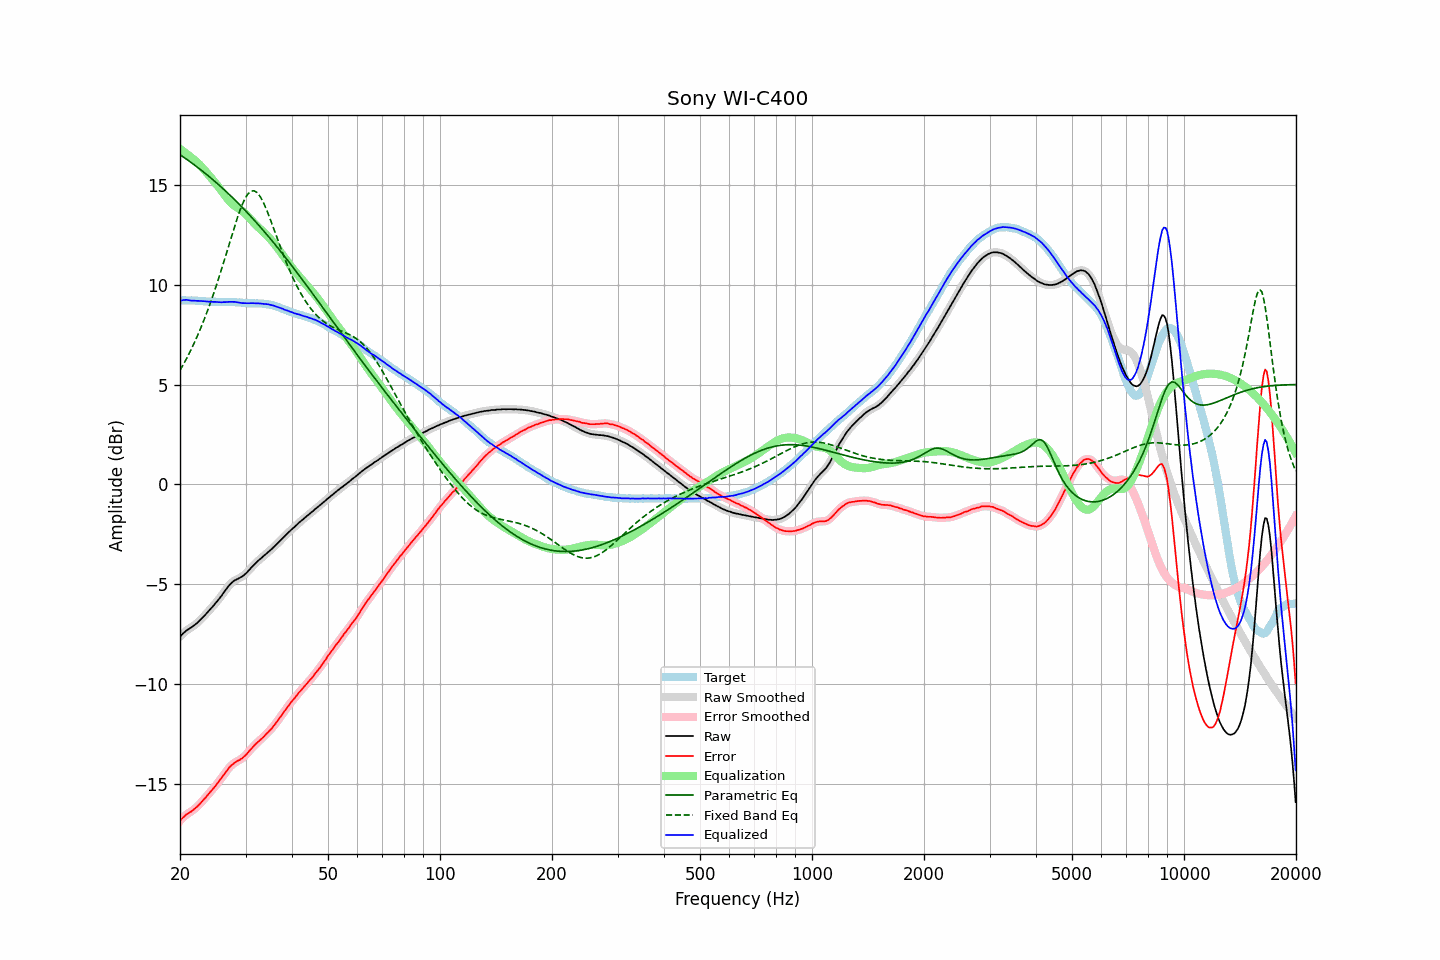 Sony WI-C400
Amplitude (dBr)
15
10
5
0
−5
−10
−15
20
50
100
200
500
1000
2000
5000
10000
20000
Frequency (Hz)
Target
Raw Smoothed
Error Smoothed
Raw
Error
Equalization
Parametric Eq
Fixed Band Eq
Equalized